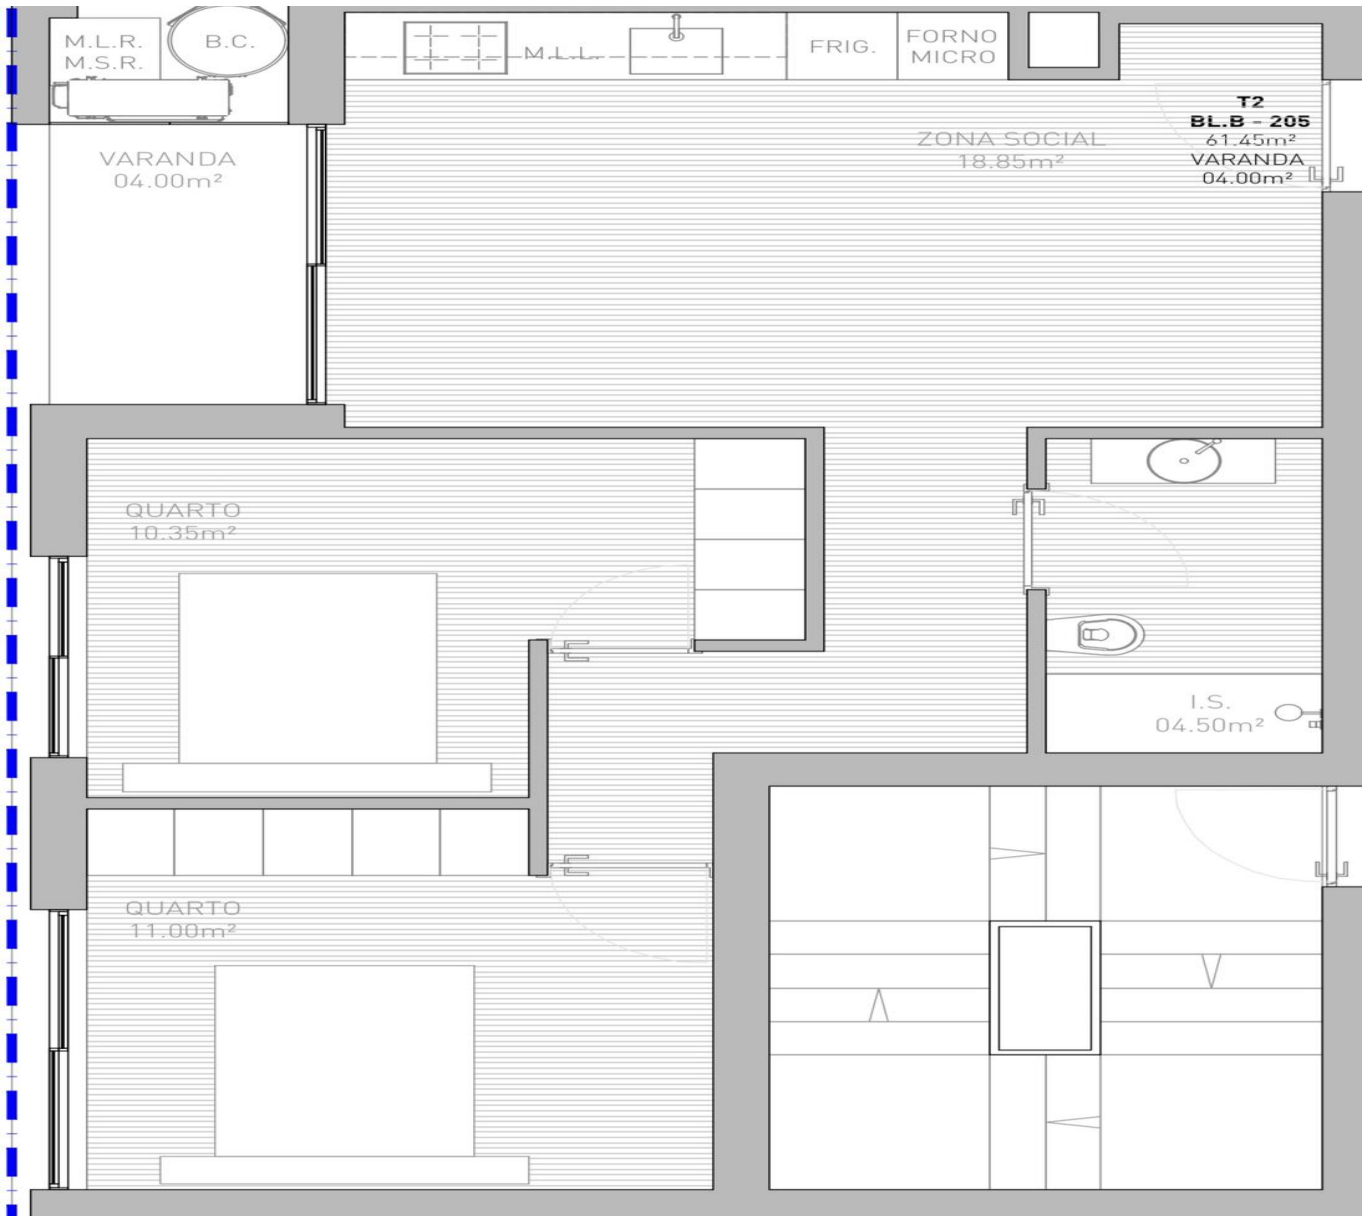 M.L.R.
M.S.R.
B.C.
M.L.L.
FRIG.
FORNO
MICRO
VARANDA
04.00m²
ZONA SOCIAL
18.85m²
T2
BL.B - 205
61.45m²
VARANDA
04.00m²
QUARTO
10.35m²
I.S.
04.50m²
QUARTO
11.00m²